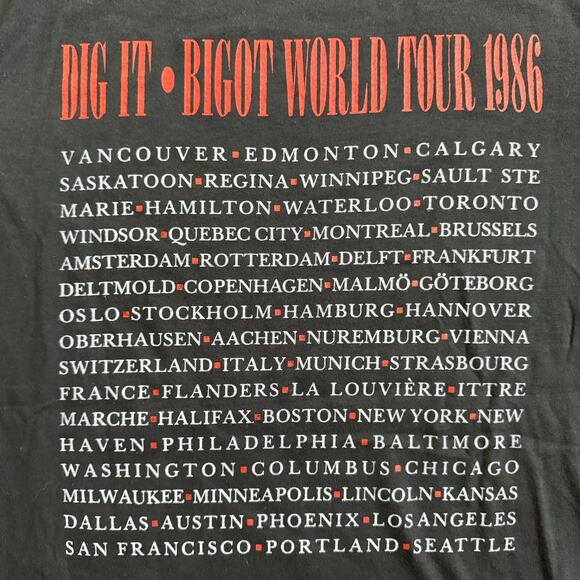 DIG IT • BIGOT WORLD TOUR 1986
VANCOUVER▪EDMONTON▪CALGARY
SASKATOON▪REGINA▪WINNIPEG▪SAULT STE
MARIE▪HAMILTON▪WATERLOO▪TORONTO
WINDSOR▪QUEBEC CITY▪MONTREAL▪BRUSSELS
AMSTERDAM▪ROTTERDAM▪DELFT▪FRANKFURT
DELTMOLD▪COPENHAGEN▪MALMÖ▪GÖTEBORG
OSLO▪STOCKHOLM▪HAMBURG▪HANNOVER
OBERHAUSEN▪AACHEN▪NUREMBURG▪VIENNA
SWITZERLAND▪ITALY▪MUNICH▪STRASBOURG
FRANCE▪FLANDERS▪LA LOUVIÈRE▪ITTRE
MARCHE▪HALIFAX▪BOSTON▪NEW YORK▪NEW
HAVEN▪PHILADELPHIA▪BALTIMORE
WASHINGTON▪COLUMBUS▪CHICAGO
MILWAUKEE▪MINNEAPOLIS▪LINCOLN▪KANSAS
DALLAS▪AUSTIN▪PHOENIX▪LOS ANGELES
SAN FRANCISCO▪PORTLAND▪SEATTLE